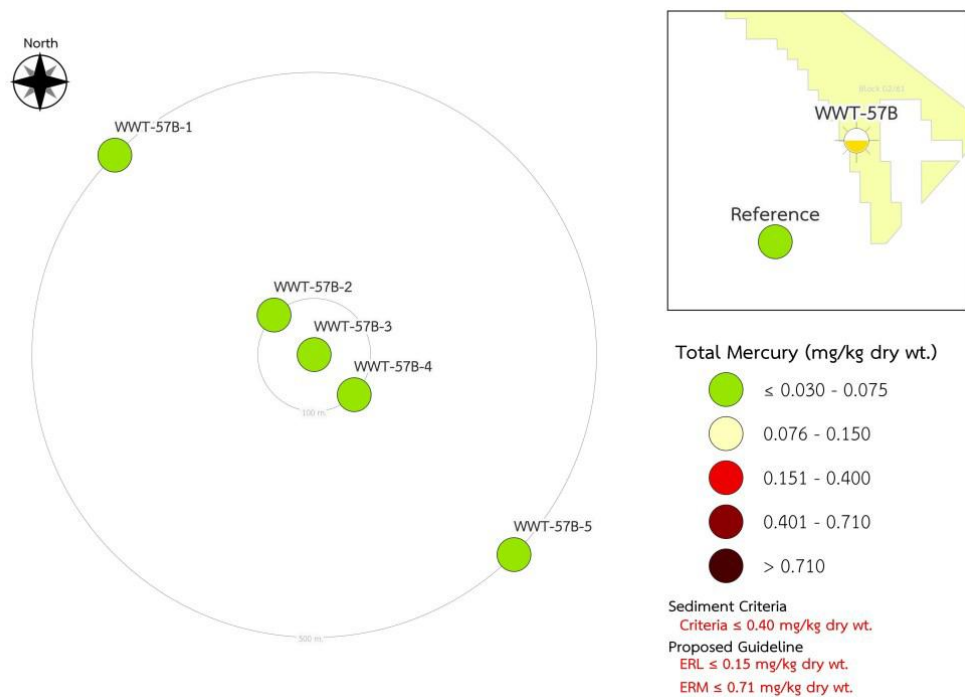 North
WWT-57B-1
WWT-57B-2
WWT-57B-3
WWT-57B-4
100 m.
WWT-57B-5
500 m.
Block G2/61
WWT-57B
Reference
Total Mercury (mg/kg dry wt.)
≤ 0.030 - 0.075
0.076 - 0.150
0.151 - 0.400
0.401 - 0.710
> 0.710
Sediment Criteria
Criteria ≤ 0.40 mg/kg dry wt.
Proposed Guideline
ERL ≤ 0.15 mg/kg dry wt.
ERM ≤ 0.71 mg/kg dry wt.